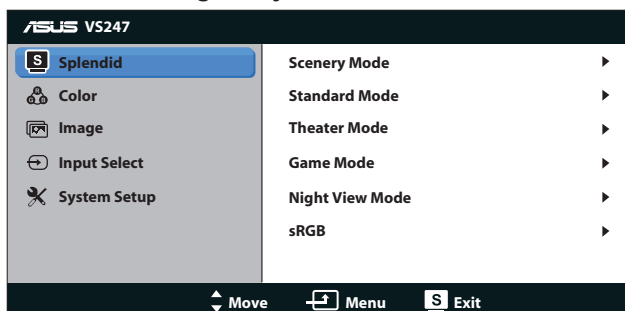 ASUS VS247
S Splendid
Color
Image
Input Select
System Setup
Scenery Mode
Standard Mode
Theater Mode
Game Mode
Night View Mode
sRGB
Move Menu S Exit